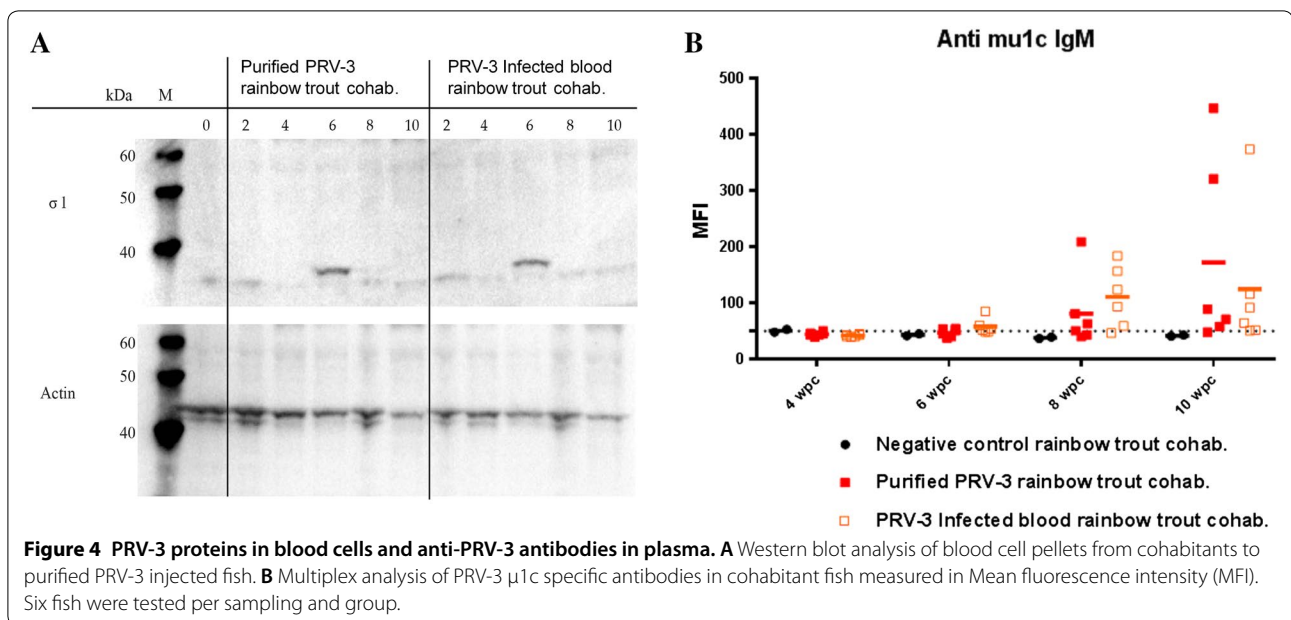 A
Purified PRV-3
rainbow trout cohab.
PRV-3 Infected blood
rainbow trout cohab.
kDa M
0 2 4 6 8 10 2 4 6 8 10
60
50
σ 1
40
60
50
Actin
40
B
Anti mu1c IgM
500
400
300
200
100
0
MFI
4 wpc
6 wpc
8 wpc
10 wpc
Negative control rainbow trout cohab.
Purified PRV-3 rainbow trout cohab.
PRV-3 Infected blood rainbow trout cohab.
Figure 4 PRV-3 proteins in blood cells and anti-PRV-3 antibodies in plasma. A Western blot analysis of blood cell pellets from cohabitants to
purified PRV-3 injected fish. B Multiplex analysis of PRV-3 µ1c specific antibodies in cohabitant fish measured in Mean fluorescence intensity (MFI).
Six fish were tested per sampling and group.